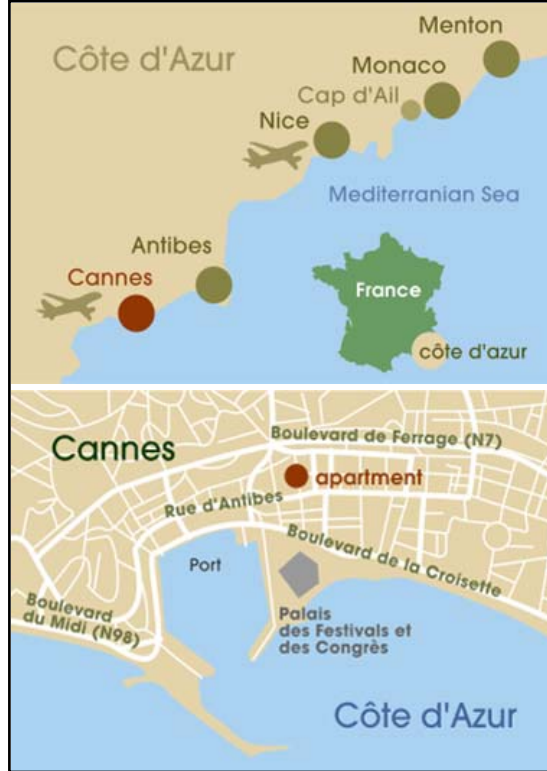 Côte d'Azur
Menton
Monaco
Cap d'Ail
Nice
Mediterranian Sea
Antibes
Cannes
France
côte d'azur
Cannes
Boulevard de Ferrage (N7)
apartment
Rue d'Antibes
Boulevard de la Croisette
Port
Boulevard
du Midi (N98)
Palais
des Festivals et
des Congrès
Côte d'Azur